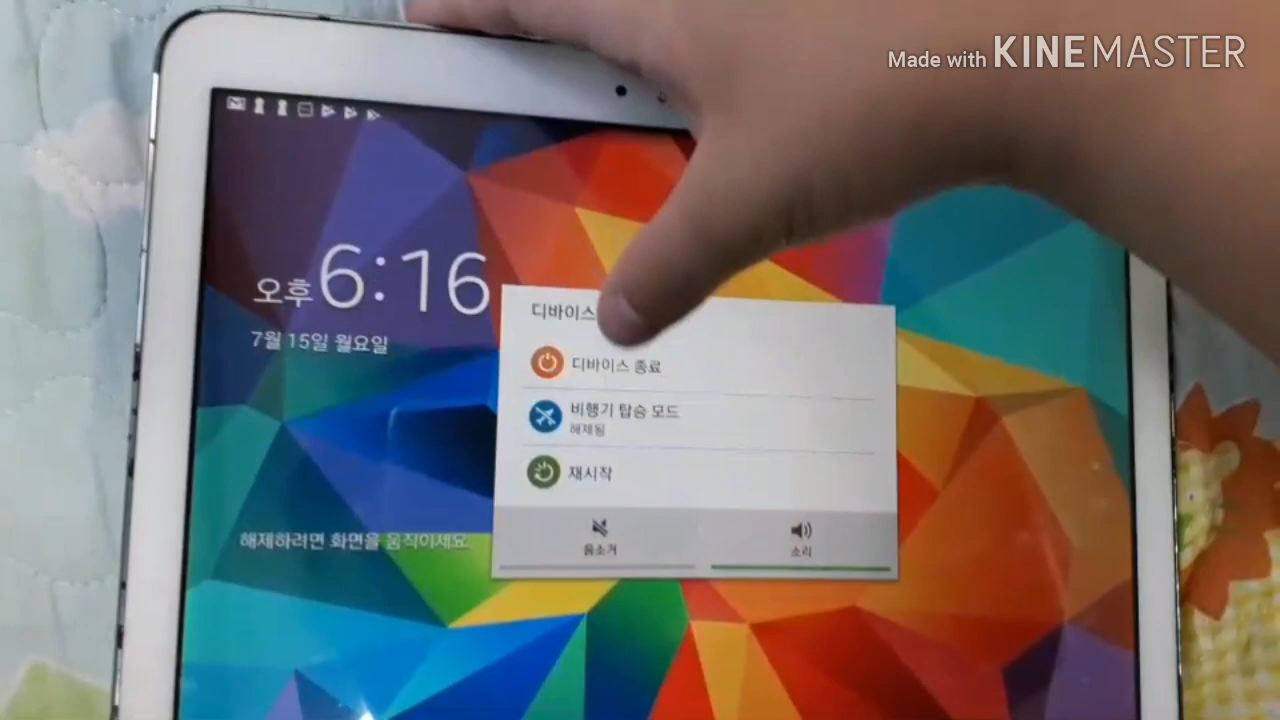 Made with KINEMASTER
오후 6:16
7월 15일 월요일
디바이스
디바이스 종료
비행기 탑승 모드
해제됨
재시작
해제하려면 화면을 움직이세요.
음소거
소리